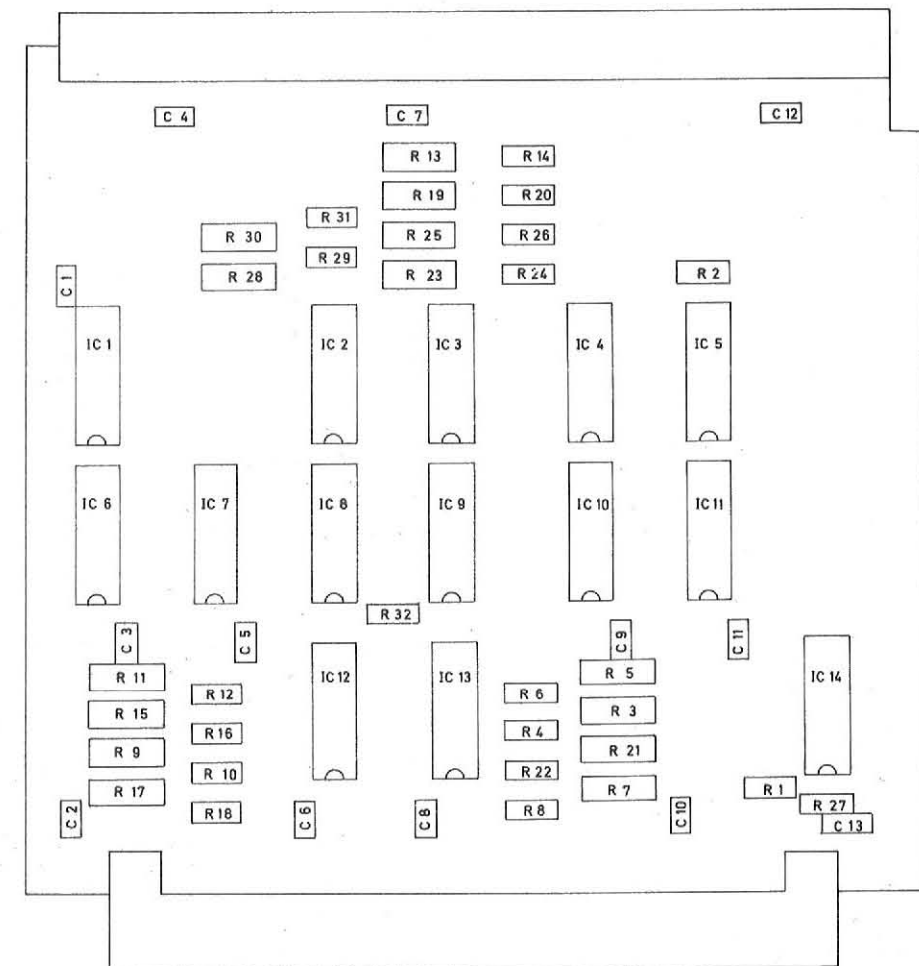 C 4
C 7
C 12
R 13
R 14
R 19
R 20
R 31
R 30
R 25
R 26
R 29
R 28
R 23
R 24
R 2
C 1
IC 1
IC 2
IC 3
IC 4
IC 5
IC 6
IC 7
IC 8
IC 9
IC 10
IC 11
R 32
C 3
C 5
C 9
C 11
R 11
R 12
IC 12
IC 13
R 6
R 5
IC 14
R 15
R 16
R 4
R 3
R 9
R 10
R 22
R 21
R 17
R 18
R 8
R 7
R 1
R 27
C 2
C 6
C 8
C 10
C 13